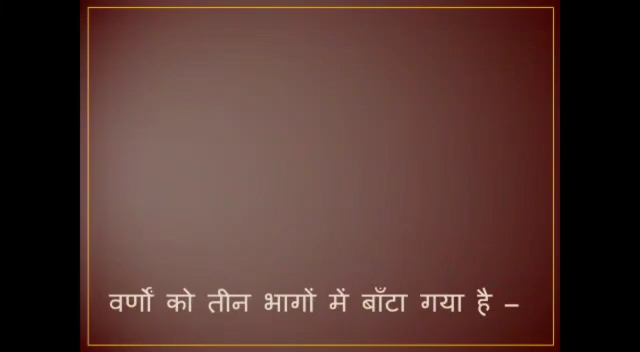 वर्णों को तीन भागों में बाँटा गया है –